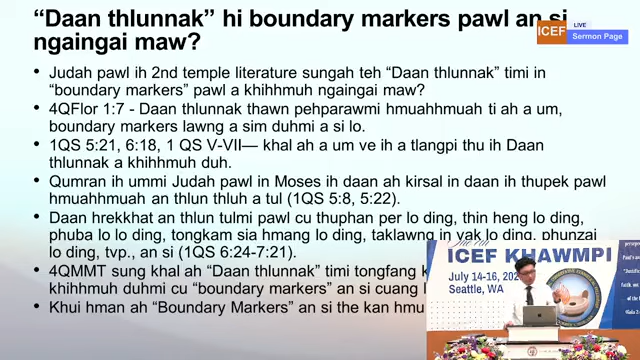 “Daan thlunnak” hi boundary markers pawl an si
ngaingai maw?
ICEF
LIVE
Sermon Page
• Judah pawl ih 2nd temple literature sungah teh “Daan thlunnak” timi in
“boundary markers” pawl a khihhmuh ngaingai maw?
• 4QFlor 1:7 - Daan thlunnak thawn pehparawmi hmuahhmuah ti ah a um,
boundary markers lawng a sim duhmi a si lo.
• 1QS 5:21, 6:18, 1 QS V-VII— khal ah a um ve ih a tlangpi thu ih Daan
thlunnak a khihhmuh duh.
• Qumran ih ummi Judah pawl in Moses ih daan ah kirsal in daan ih thupek pawl
hmuahhmuah an thlun thluh a tul (1QS 5:8, 5:22).
• Daan hrekkhat an thlun tulmi pawl cu thuphan per lo ding, thin heng lo ding,
phuba lo lo ding, tongkam sia hmang lo ding, taklawng in vak lo ding, phunzai
lo ding, tvp., an si (1QS 6:24-7:21).
• 4QMMT sung khal ah “Daan thlunnak” timi tongfang
khihhmuh duhmi cu “boundary markers” an si cuang
• Khui hman ah “Boundary Markers” an si the kan hmu
ICEF KHAWMPI
July 14-16, 202
Seattle, WA